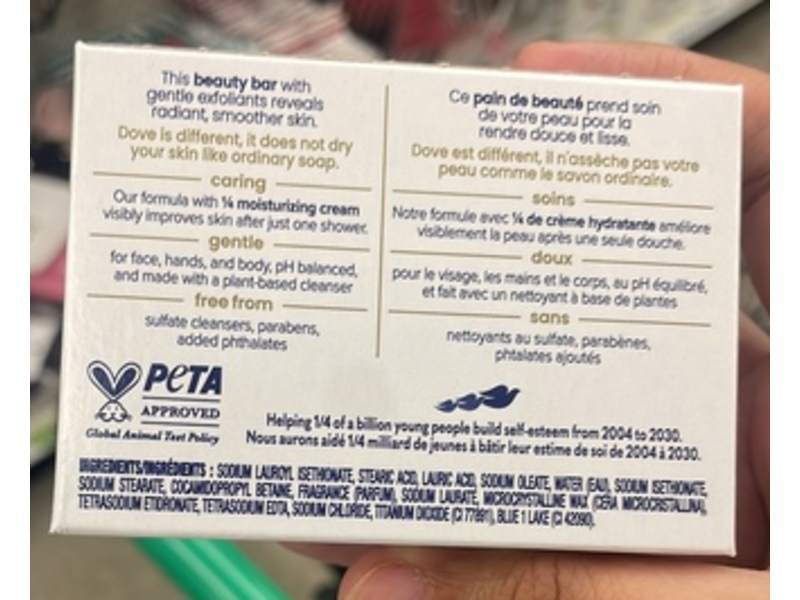 This beauty bar with
gentle exfoliants reveals
radiant, smoother skin.
Dove is different, it does not dry
your skin like ordinary soap.
caring
Our formula with ¼ moisturizing cream
visibly improves skin after just one shower.
gentle
for face, hands, and body, pH balanced,
and made with a plant-based cleanser
free from
sulfate cleansers, parabens,
added phthalates
Ce pain de beauté prend soin
de votre peau pour la
rendre douce et lisse.
Dove est différent, il n'assèche pas votre
peau comme le savon ordinaire.
soins
Notre formule avec ¼ de crème hydratante améliore
visiblement la peau après une seule douche.
doux
pour le visage, les mains et le corps, au pH équilibré,
et fait avec un nettoyant à base de plantes
sans
nettoyants au sulfate, parabènes,
phtalates ajoutés
PETA
APPROVED
Global Animal Test Policy
Helping 1/4 of a billion young people build self-esteem from 2004 to 2030.
Nous aurons aidé 1/4 milliard de jeunes à bâtir leur estime de soi de 2004 à 2030.
INGREDIENTS/INGRÉDIENTS : SODIUM LAUROYL ISETHIONATE, STEARIC ACID, LAURIC ACID, SODIUM OLEATE, WATER (EAU), SODIUM ISETHIONATE,
SODIUM STEARATE, COCAMIDOPROPYL BETAINE, FRAGRANCE (PARFUM), SODIUM LAURATE, MICROCRYSTALLINE WAX (CERA MICROCRISTALLINA),
TETRASODIUM ETIDRONATE, TETRASODIUM EDTA, SODIUM CHLORIDE, TITANIUM DIOXIDE (CI 77891), BLUE 1 LAKE (CI 42090).